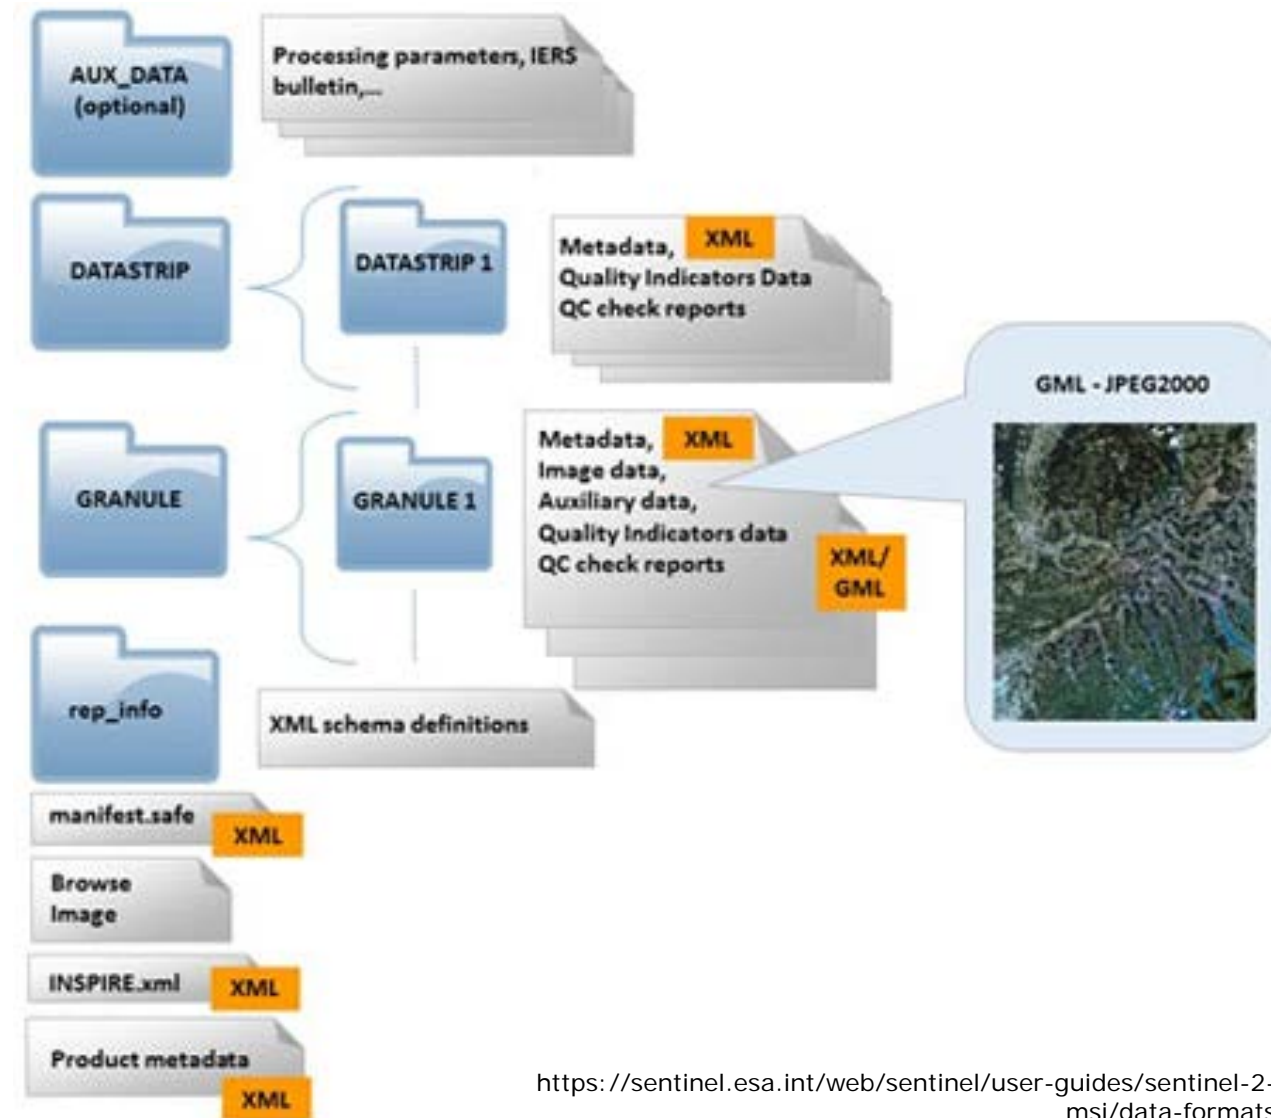 AUX_DATA
(optional)
Processing parameters, IERS
bulletin,...
DATASTRIP
DATASTRIP 1
Metadata, XML
Quality Indicators Data
QC check reports
GML - JPEG2000
GRANULE
GRANULE 1
Metadata, XML
Image data,
Auxiliary data,
Quality Indicators data
QC check reports
XML/
GML
rep_info
XML schema definitions
manifest.safe
XML
Browse
Image
INSPIRE.xml
XML
Product metadata
XML
https://sentinel.esa.int/web/sentinel/user-guides/sentinel-2-
msi/data-formats